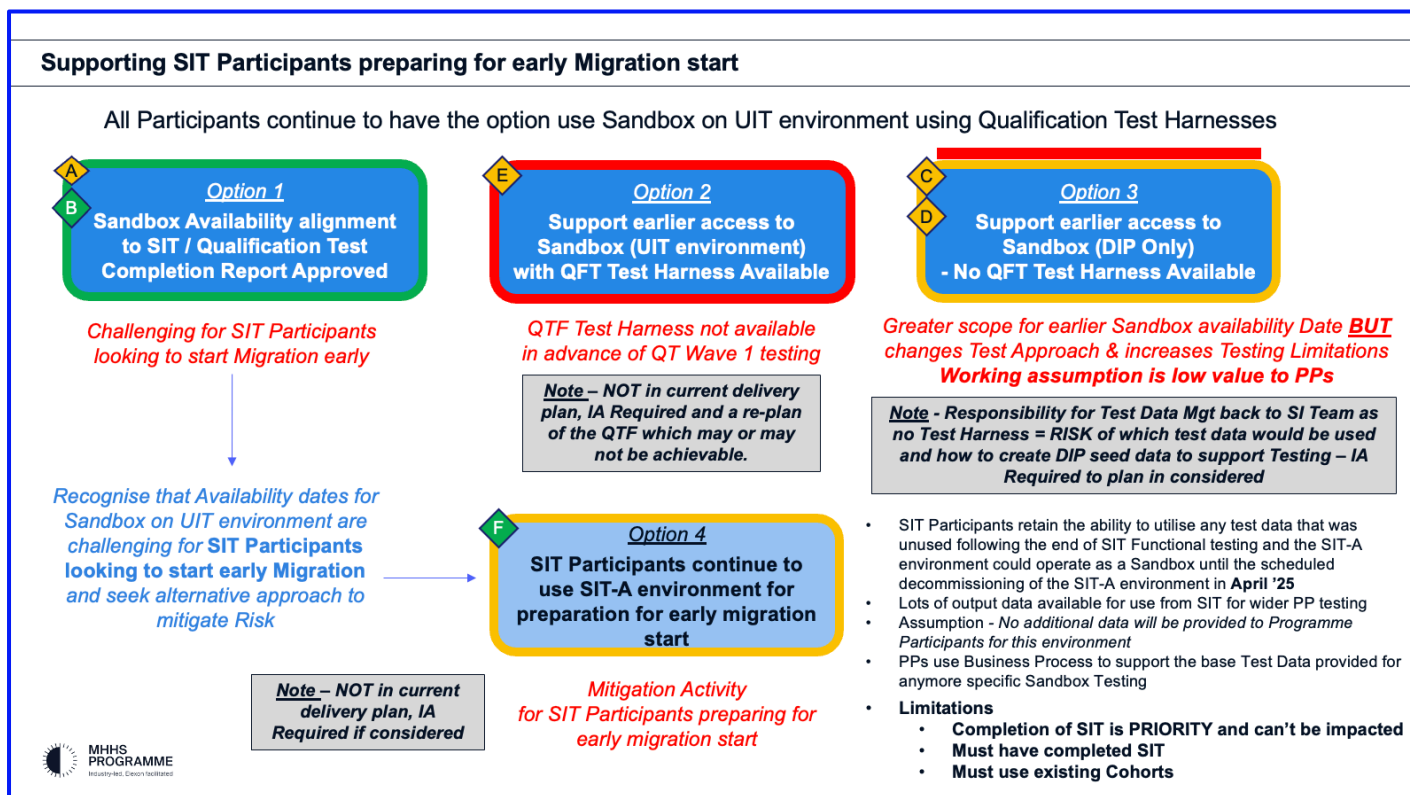 Supporting SIT Participants preparing for early Migration start
All Participants continue to have the option use Sandbox on UIT environment using Qualification Test Harnesses
A
B
Option 1
Sandbox Availability alignment
to SIT / Qualification Test
Completion Report Approved
Challenging for SIT Participants
looking to start Migration early
Recognise that Availability dates for
Sandbox on UIT environment are
challenging for SIT Participants
looking to start early Migration
and seek alternative approach to
mitigate Risk
E
Option 2
Support earlier access to
Sandbox (UIT environment)
with QFT Test Harness Available
QTF Test Harness not available
in advance of QT Wave 1 testing
Note – NOT in current delivery
plan, IA Required and a re-plan
of the QTF which may or may
not be achievable.
C
D
Option 3
Support earlier access to
Sandbox (DIP Only)
- No QFT Test Harness Available
Greater scope for earlier Sandbox availability Date BUT
changes Test Approach & increases Testing Limitations
Working assumption is low value to PPs
Note - Responsibility for Test Data Mgt back to SI Team as
no Test Harness = RISK of which test data would be used
and how to create DIP seed data to support Testing – IA
Required to plan in considered
F
Option 4
SIT Participants continue to
use SIT-A environment for
preparation for early migration
start
Note – NOT in current
delivery plan, IA
Required if considered
Mitigation Activity
for SIT Participants preparing for
early migration start
• SIT Participants retain the ability to utilise any test data that was
unused following the end of SIT Functional testing and the SIT-A
environment could operate as a Sandbox until the scheduled
decommissioning of the SIT-A environment in April ’25
• Lots of output data available for use from SIT for wider PP testing
• Assumption - No additional data will be provided to Programme
Participants for this environment
• PPs use Business Process to support the base Test Data provided for
anymore specific Sandbox Testing
• Limitations
• Completion of SIT is PRIORITY and can’t be impacted
• Must have completed SIT
• Must use existing Cohorts
MHHS
PROGRAMME
Industry-led, Elexon facilitated